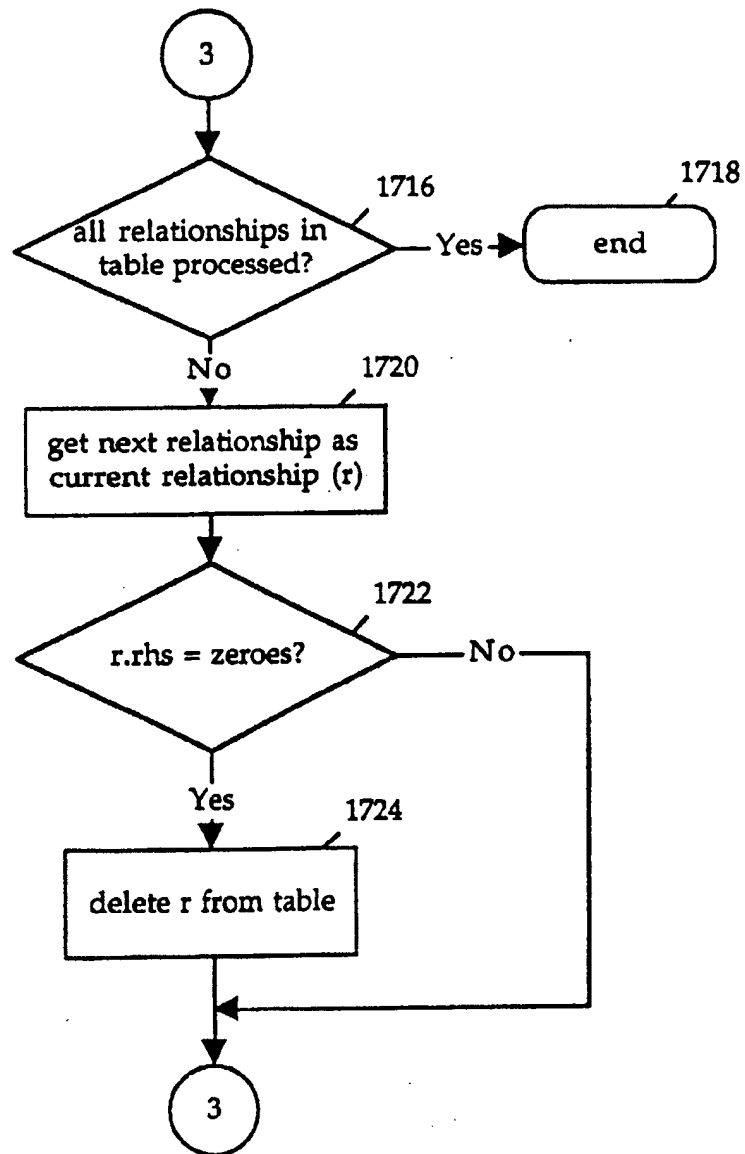 3
1716
all relationships in
table processed?
Yes
1718
end
No
1720
get next relationship as
current relationship (r)
1722
r.rhs = zeroes?
No
Yes
1724
delete r from table
3